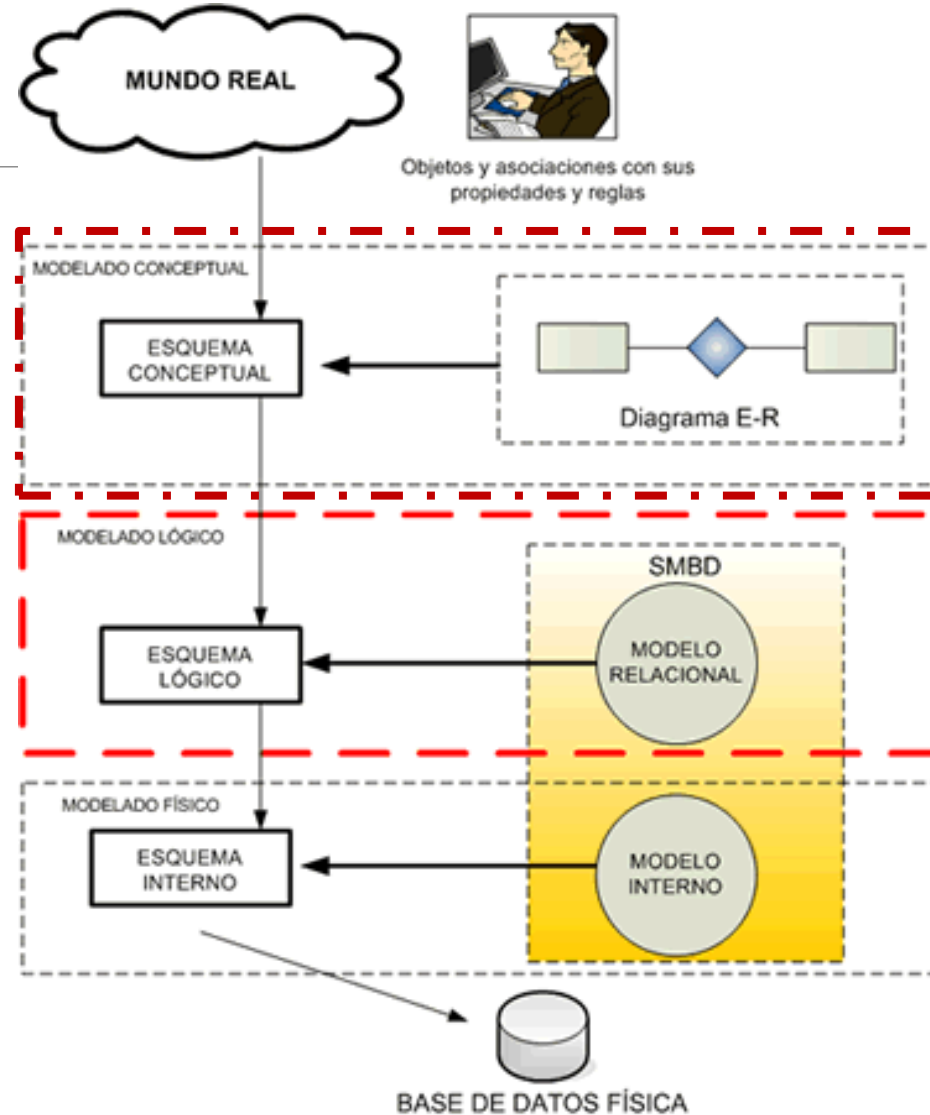 MUNDO REAL
Objetos y asociaciones con sus
propiedades y reglas
MODELADO CONCEPTUAL
ESQUEMA
CONCEPTUAL
Diagrama E-R
MODELADO LÓGICO
SMBD
ESQUEMA
LÓGICO
MODELO
RELACIONAL
MODELADO FÍSICO
ESQUEMA
INTERNO
MODELO
INTERNO
BASE DE DATOS FÍSICA